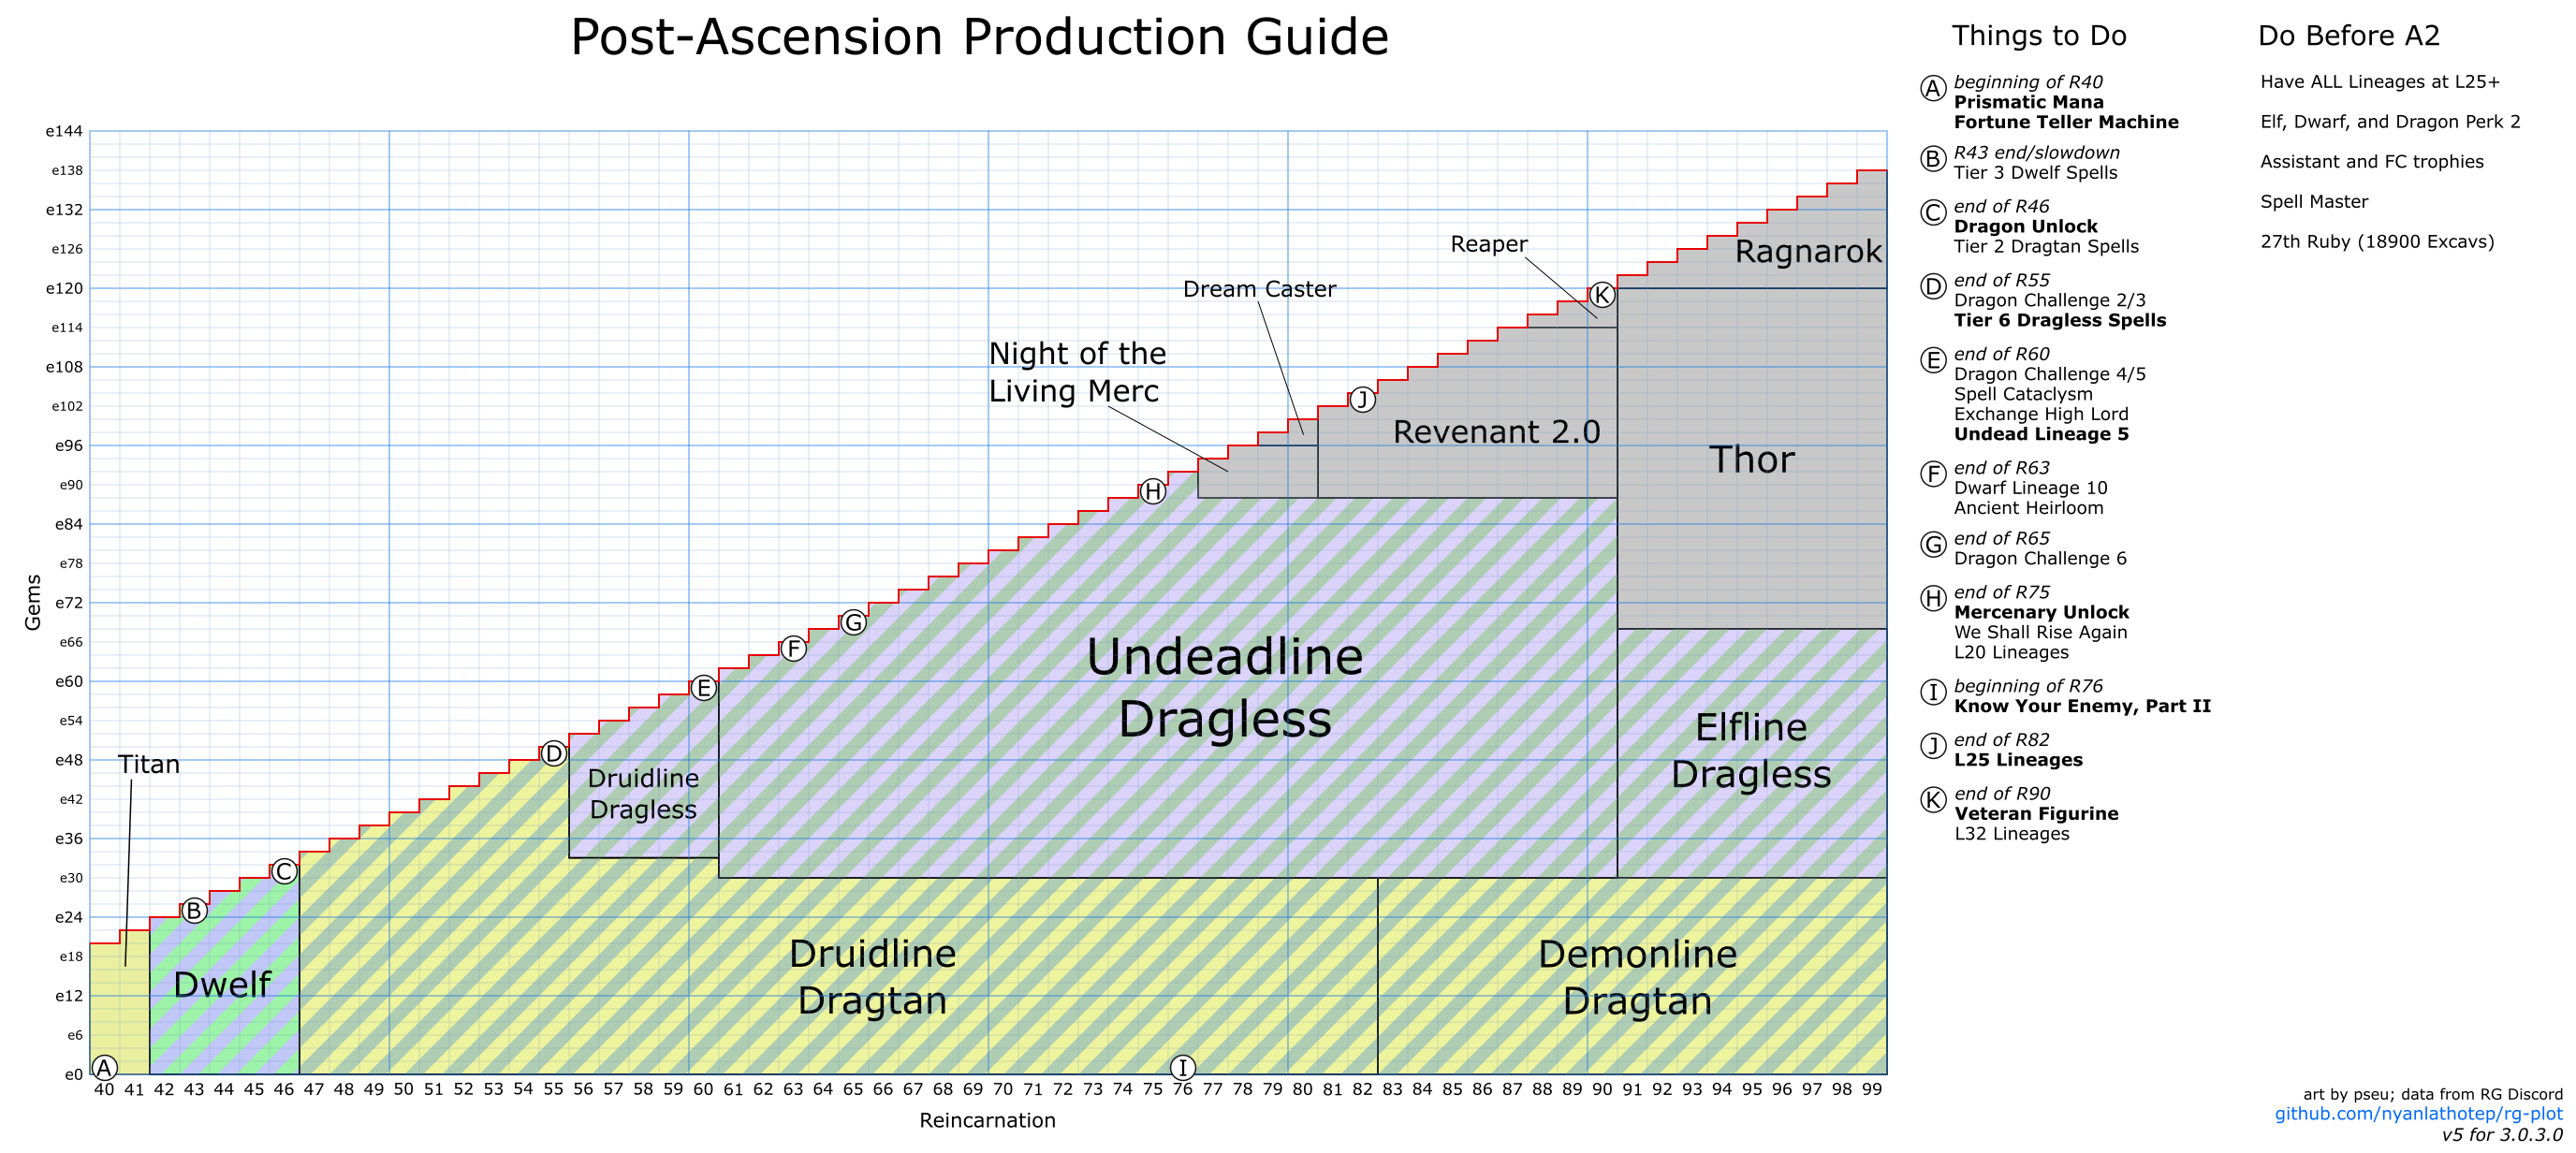 Post-Ascension Production Guide
Gems
e144
e138
e132
e126
e120
e114
e108
e102
e96
e90
e84
e78
e72
e66
e60
e54
e48
e42
e36
e30
e24
e18
e12
e6
e0
40 41 42 43 44 45 46 47 48 49 50 51 52 53 54 55 56 57 58 59 60 61 62 63 64 65 66 67 68 69 70 71 72 73 74 75 76 77 78 79 80 81 82 83 84 85 86 87 88 89 90 91 92 93 94 95 96 97 98 99
Reincarnation
Titan
Dwelf
Druidline
Dragtan
Demonline
Dragtan
Druidline
Dragless
Undeadline
Dragless
Elfline
Dragless
Night of the
Living Merc
Dream Caster
Revenant 2.0
Reaper
Thor
Ragnarok
A
B
C
D
E
F
G
H
I
J
K
Things to Do
A beginning of R40
Prismatic Mana
Fortune Teller Machine
B R43 end/slowdown
Tier 3 Dwelf Spells
C end of R46
Dragon Unlock
Tier 2 Dragtan Spells
D end of R55
Dragon Challenge 2/3
Tier 6 Dragless Spells
E end of R60
Dragon Challenge 4/5
Spell Cataclysm
Exchange High Lord
Undead Lineage 5
F end of R63
Dwarf Lineage 10
Ancient Heirloom
G end of R65
Dragon Challenge 6
H end of R75
Mercenary Unlock
We Shall Rise Again
L20 Lineages
I beginning of R76
Know Your Enemy, Part II
J end of R82
L25 Lineages
K end of R90
Veteran Figurine
L32 Lineages
Do Before A2
Have ALL Lineages at L25+
Elf, Dwarf, and Dragon Perk 2
Assistant and FC trophies
Spell Master
27th Ruby (18900 Excavs)
art by pseu; data from RG Discord
github.com/nyanlathotep/rg-plot
v5 for 3.0.3.0